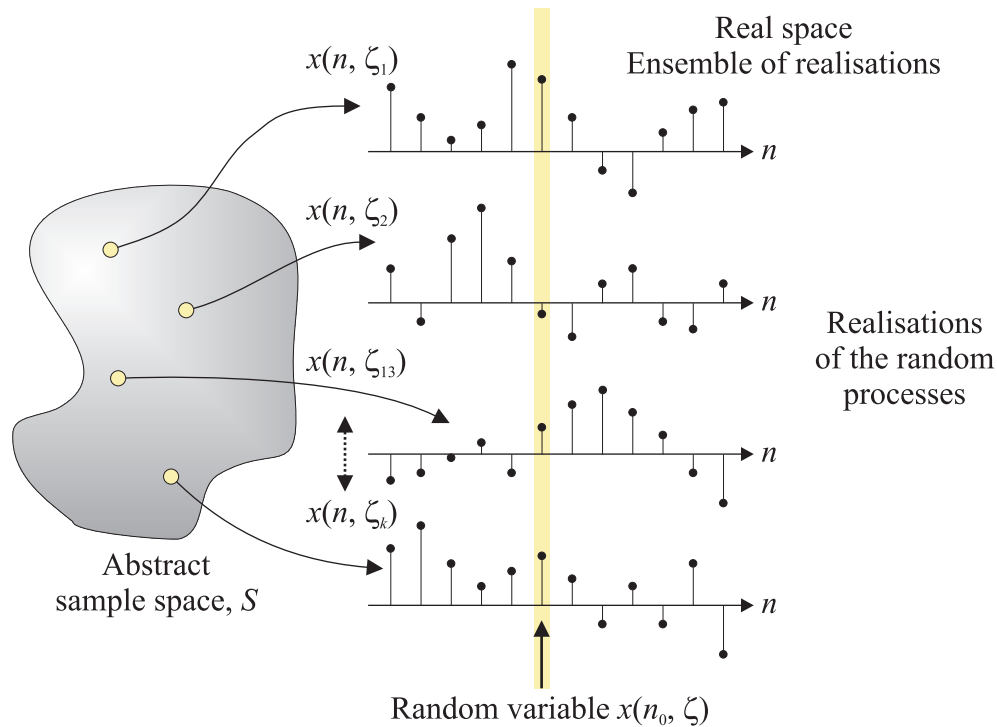 Real space
Ensemble of realisations
x(n, ζ₁)
n
x(n, ζ₂)
n
Realisations
of the random
processes
x(n, ζ₁₃)
n
x(n, ζₖ)
n
Abstract
sample space, S
Random variable x(n₀, ζ)